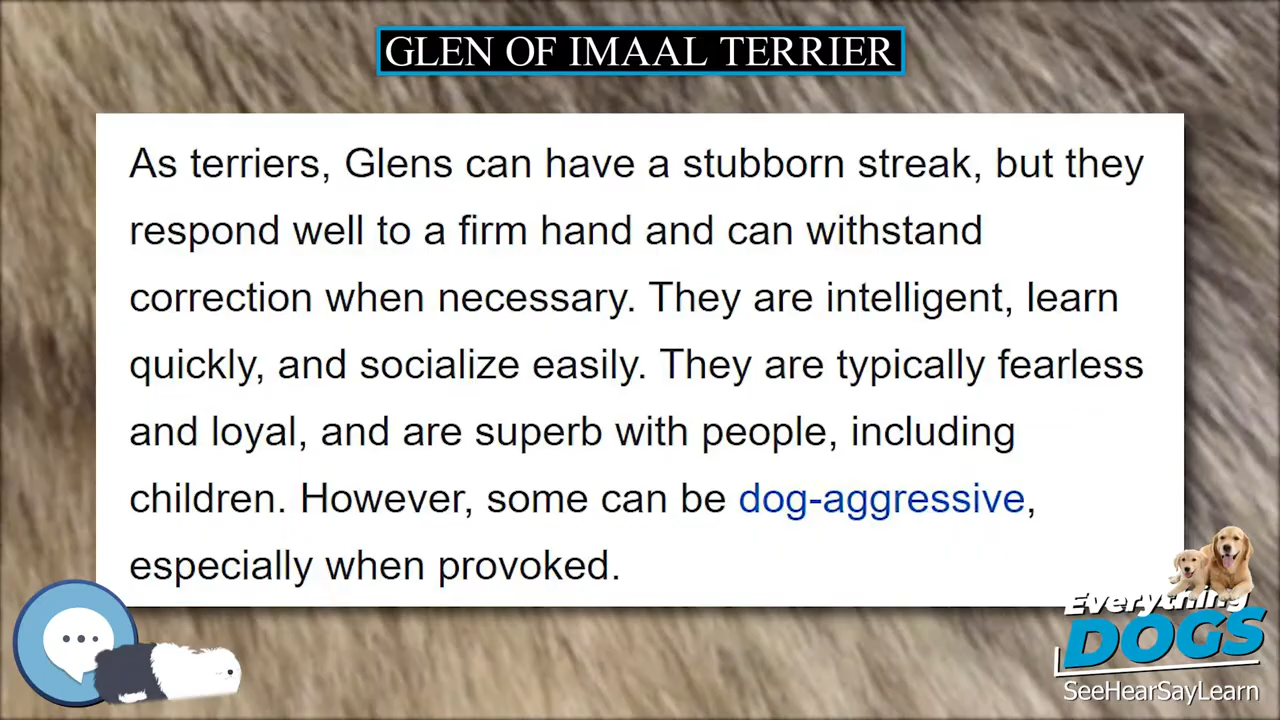 GLEN OF IMAAL TERRIER
As terriers, Glens can have a stubborn streak, but they
respond well to a firm hand and can withstand
correction when necessary. They are intelligent, learn
quickly, and socialize easily. They are typically fearless
and loyal, and are superb with people, including
children. However, some can be dog-aggressive,
especially when provoked.
Everything
DOGS
SeeHearSayLearn